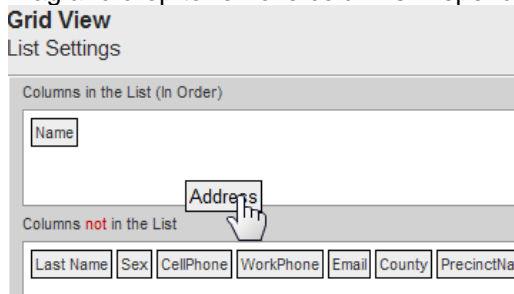 Grid View
List Settings
Columns in the List (In Order)
Name
Address
Columns not in the List
Last Name Sex CellPhone WorkPhone Email County PrecinctNa